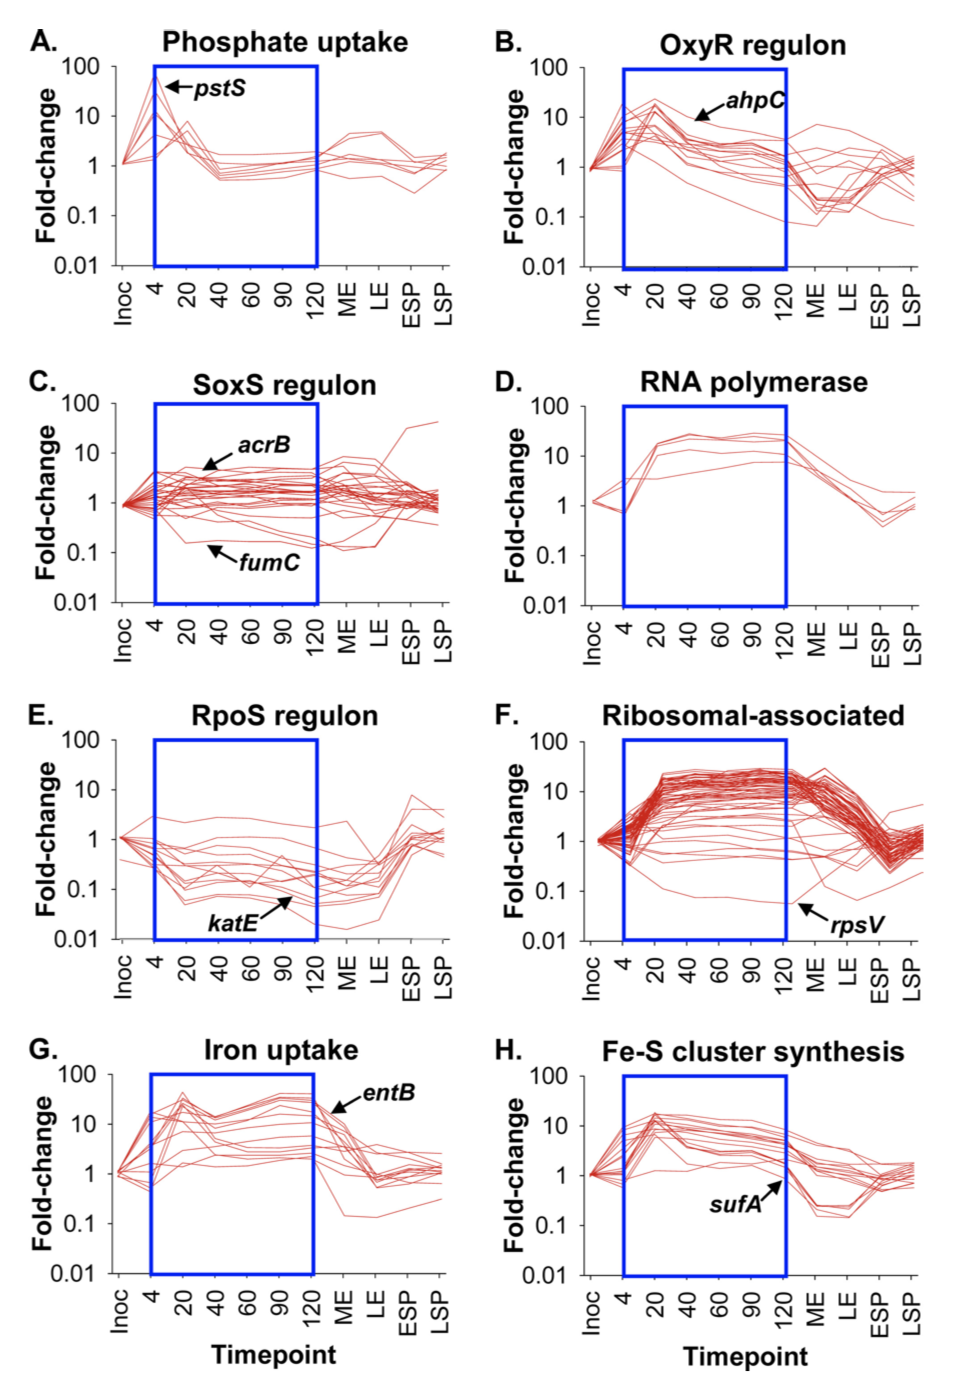 A. Phosphate uptake
Fold-change
100
10
1
0.1
0.01
pstS
Inoc 4 20 40 60 90 120 ME LE ESP LSP
B. OxyR regulon
Fold-change
100
10
1
0.1
0.01
ahpC
Inoc 4 20 40 60 90 120 ME LE ESP LSP
C. SoxS regulon
Fold-change
100
10
1
0.1
0.01
acrB
fumC
Inoc 4 20 40 60 90 120 ME LE ESP LSP
D. RNA polymerase
Fold-change
100
10
1
0.1
0.01
Inoc 4 20 40 60 90 120 ME LE ESP LSP
E. RpoS regulon
Fold-change
100
10
1
0.1
0.01
katE
Inoc 4 20 40 60 90 120 ME LE ESP LSP
F. Ribosomal-associated
Fold-change
100
10
1
0.1
0.01
rpsV
Inoc 4 20 40 60 90 120 ME LE ESP LSP
G. Iron uptake
Fold-change
100
10
1
0.1
0.01
entB
Inoc 4 20 40 60 90 120 ME LE ESP LSP
Timepoint
H. Fe-S cluster synthesis
Fold-change
100
10
1
0.1
0.01
sufA
Inoc 4 20 40 60 90 120 ME LE ESP LSP
Timepoint